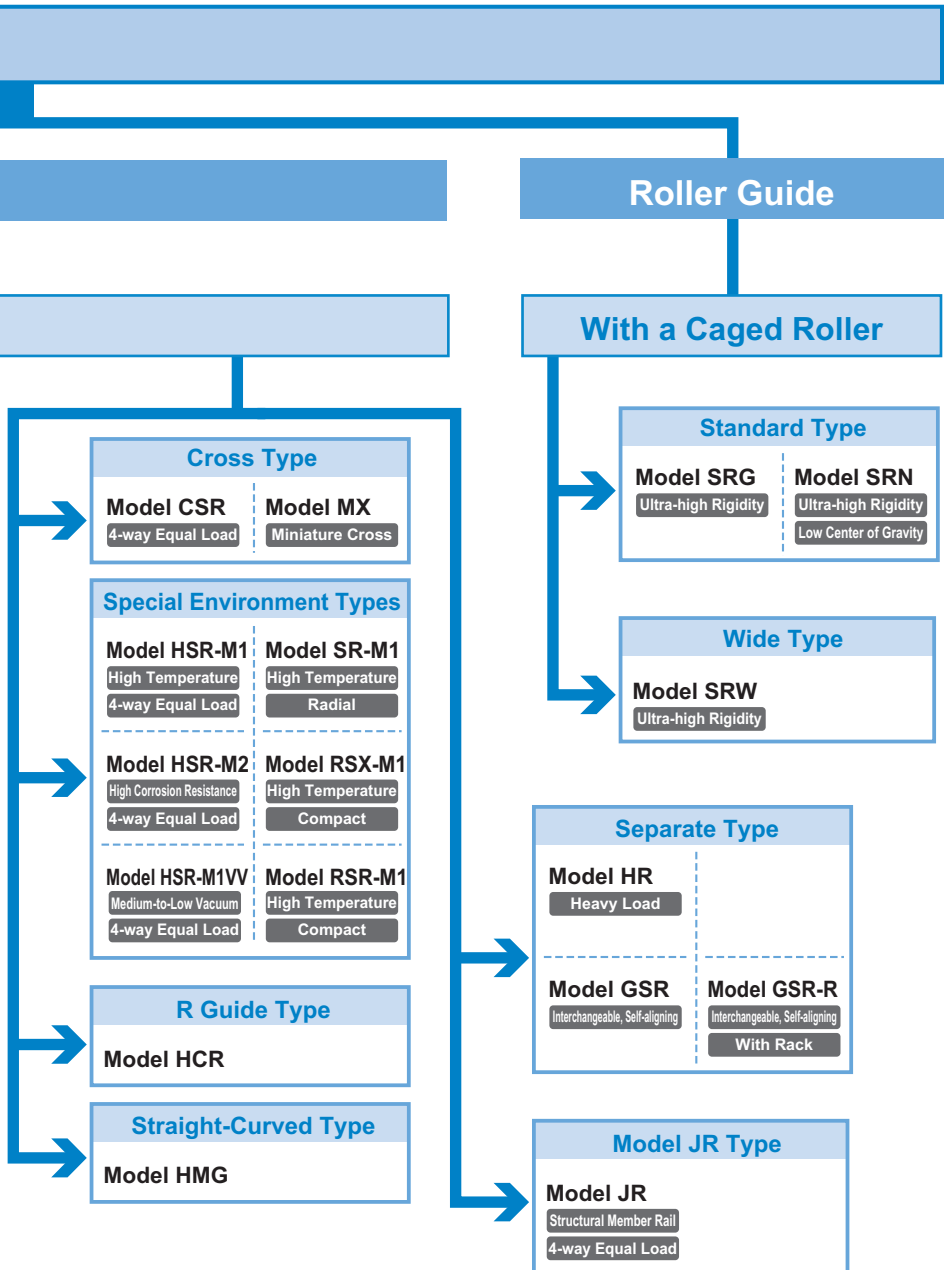 Roller Guide
With a Caged Roller
Standard Type
Model SRG
Ultra-high Rigidity
Model SRN
Ultra-high Rigidity
Low Center of Gravity
Wide Type
Model SRW
Ultra-high Rigidity
Cross Type
Model CSR
4-way Equal Load
Model MX
Miniature Cross
Special Environment Types
Model HSR-M1
High Temperature
4-way Equal Load
Model SR-M1
High Temperature
Radial
Model HSR-M2
High Corrosion Resistance
4-way Equal Load
Model RSX-M1
High Temperature
Compact
Model HSR-M1VV
Medium-to-Low Vacuum
4-way Equal Load
Model RSR-M1
High Temperature
Compact
R Guide Type
Model HCR
Straight-Curved Type
Model HMG
Separate Type
Model HR
Heavy Load
Model GSR
Interchangeable, Self-aligning
Model GSR-R
Interchangeable, Self-aligning
With Rack
Model JR Type
Model JR
Structural Member Rail
4-way Equal Load